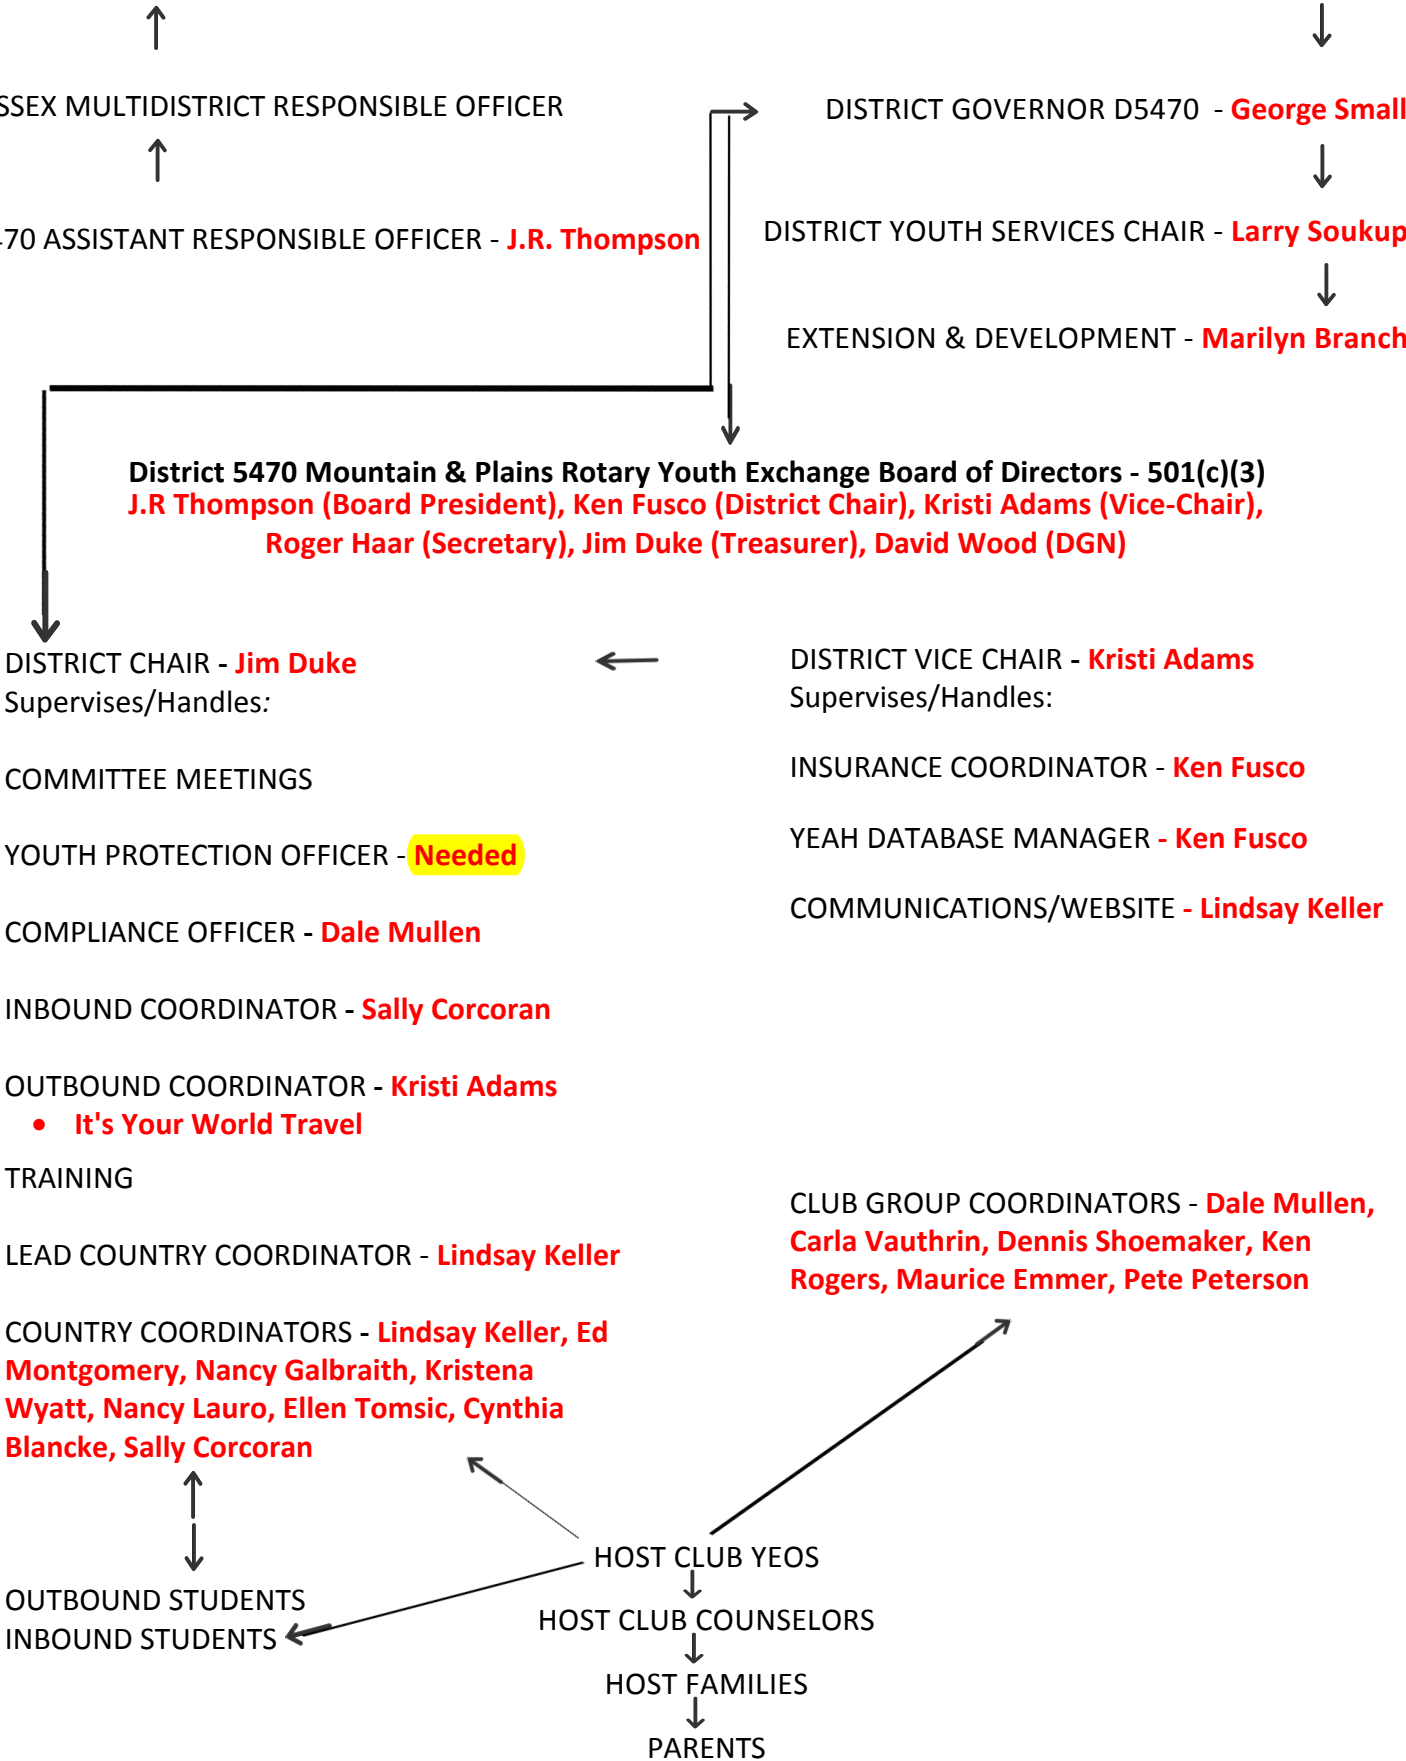 SSEX MULTIDISTRICT RESPONSIBLE OFFICER
DISTRICT GOVERNOR D5470 - George Small
470 ASSISTANT RESPONSIBLE OFFICER - J.R. Thompson
DISTRICT YOUTH SERVICES CHAIR - Larry Soukup
EXTENSION & DEVELOPMENT - Marilyn Branch
District 5470 Mountain & Plains Rotary Youth Exchange Board of Directors - 501(c)(3)
J.R Thompson (Board President), Ken Fusco (District Chair), Kristi Adams (Vice-Chair),
Roger Haar (Secretary), Jim Duke (Treasurer), David Wood (DGN)
DISTRICT CHAIR - Jim Duke
Supervises/Handles:
COMMITTEE MEETINGS
YOUTH PROTECTION OFFICER - Needed
COMPLIANCE OFFICER - Dale Mullen
INBOUND COORDINATOR - Sally Corcoran
OUTBOUND COORDINATOR - Kristi Adams
• It's Your World Travel
TRAINING
LEAD COUNTRY COORDINATOR - Lindsay Keller
COUNTRY COORDINATORS - Lindsay Keller, Ed
Montgomery, Nancy Galbraith, Kristena
Wyatt, Nancy Lauro, Ellen Tomsic, Cynthia
Blancke, Sally Corcoran
OUTBOUND STUDENTS
INBOUND STUDENTS
DISTRICT VICE CHAIR - Kristi Adams
Supervises/Handles:
INSURANCE COORDINATOR - Ken Fusco
YEAH DATABASE MANAGER - Ken Fusco
COMMUNICATIONS/WEBSITE - Lindsay Keller
CLUB GROUP COORDINATORS - Dale Mullen,
Carla Vauthrin, Dennis Shoemaker, Ken
Rogers, Maurice Emmer, Pete Peterson
HOST CLUB YEOS
HOST CLUB COUNSELORS
HOST FAMILIES
PARENTS